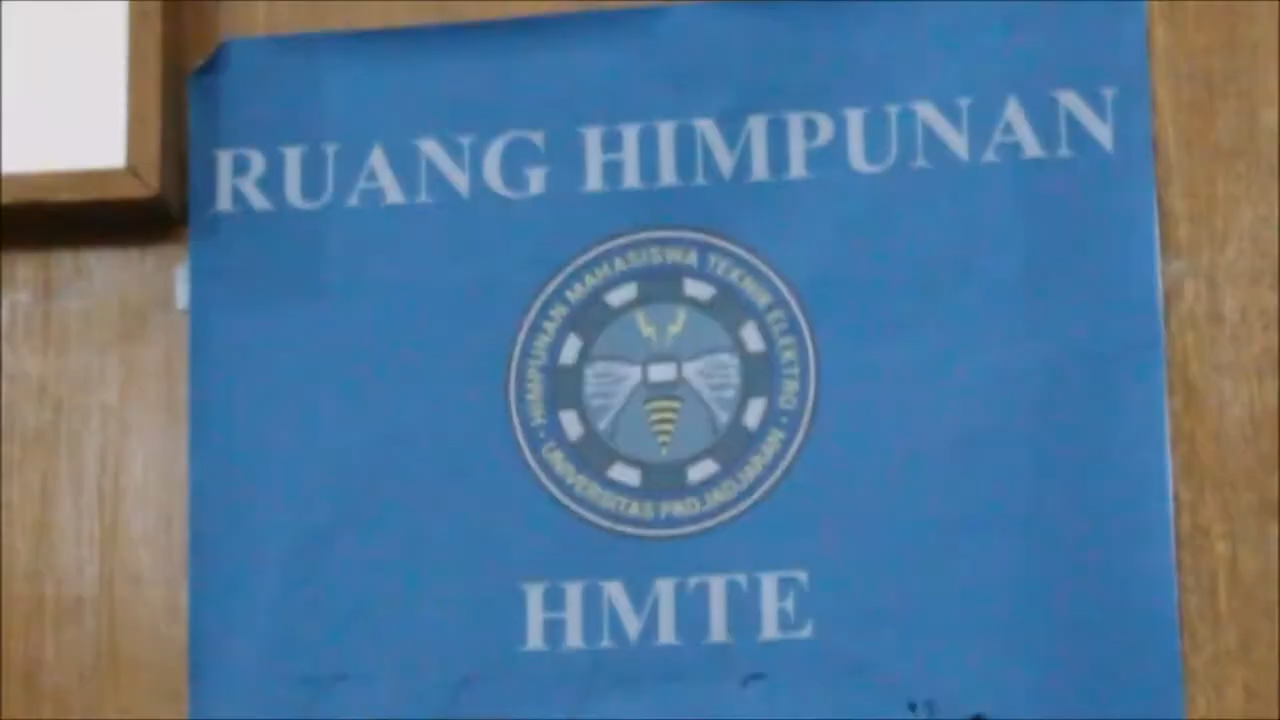 RUANG HIMPUNAN
HIMPUNAN MAHASISWA TEKNIK ELEKTRO
UNIVERSITAS PADJADJARAN
HMTE